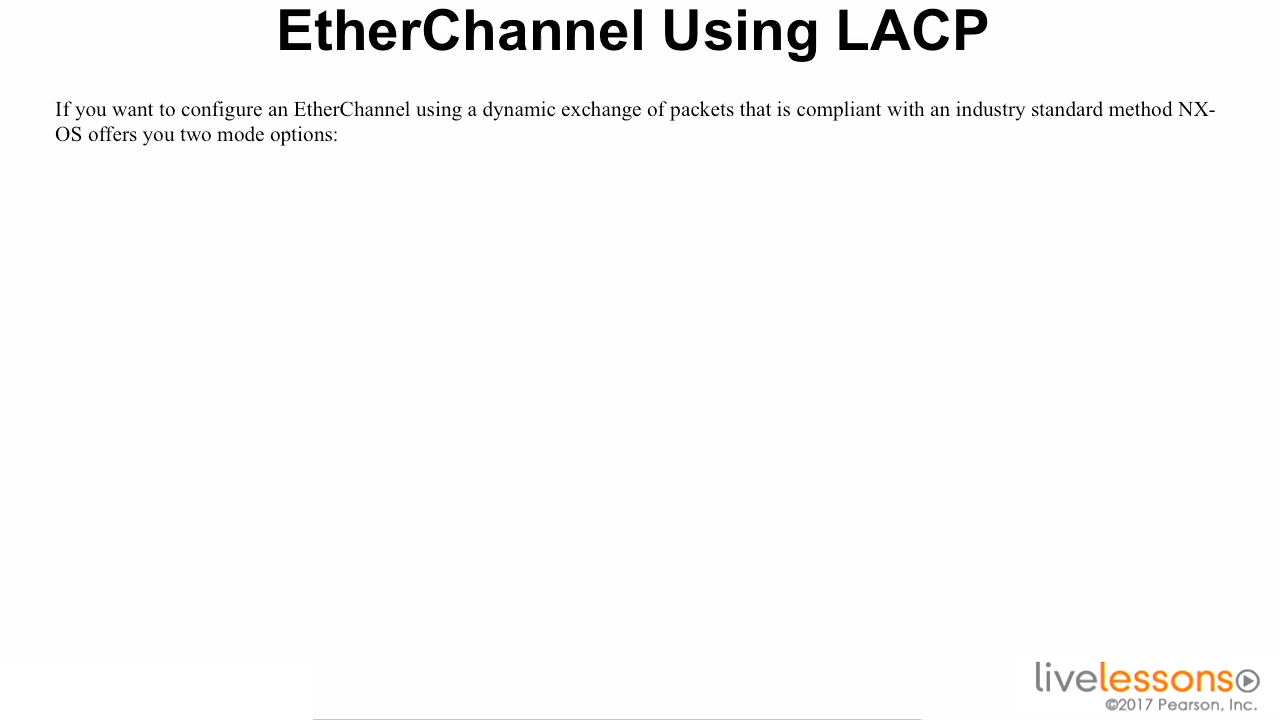 EtherChannel Using LACP
If you want to configure an EtherChannel using a dynamic exchange of packets that is compliant with an industry standard method NX-
OS offers you two mode options:
livelessons
©2017 Pearson, Inc.